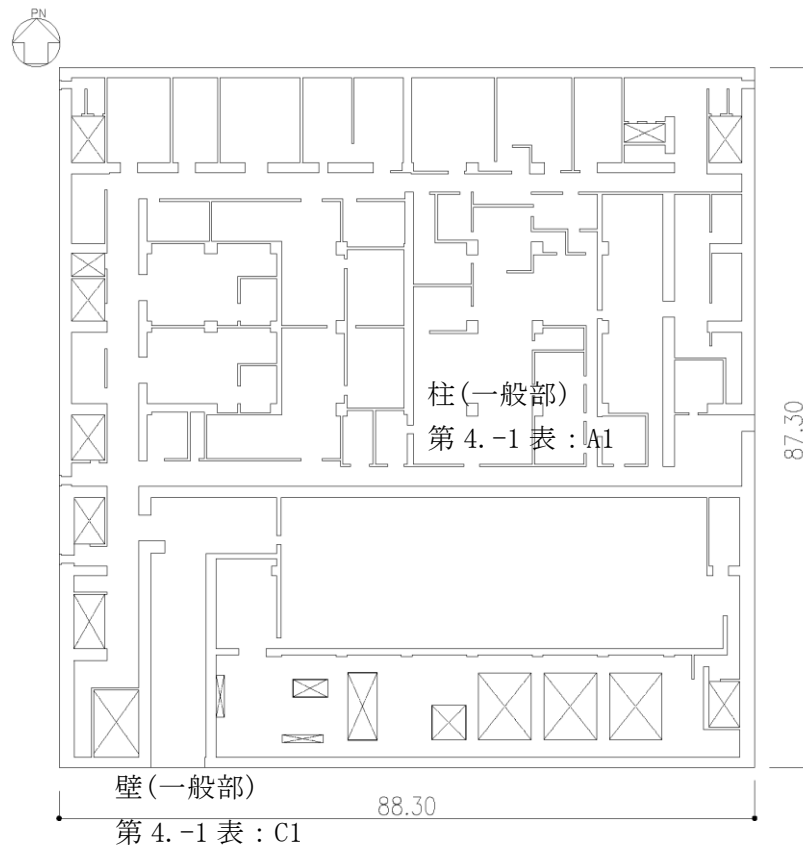 PN
柱(一般部)
第 4.-1 表：A1
87.30
壁(一般部)
第 4.-1 表：C1
88.30